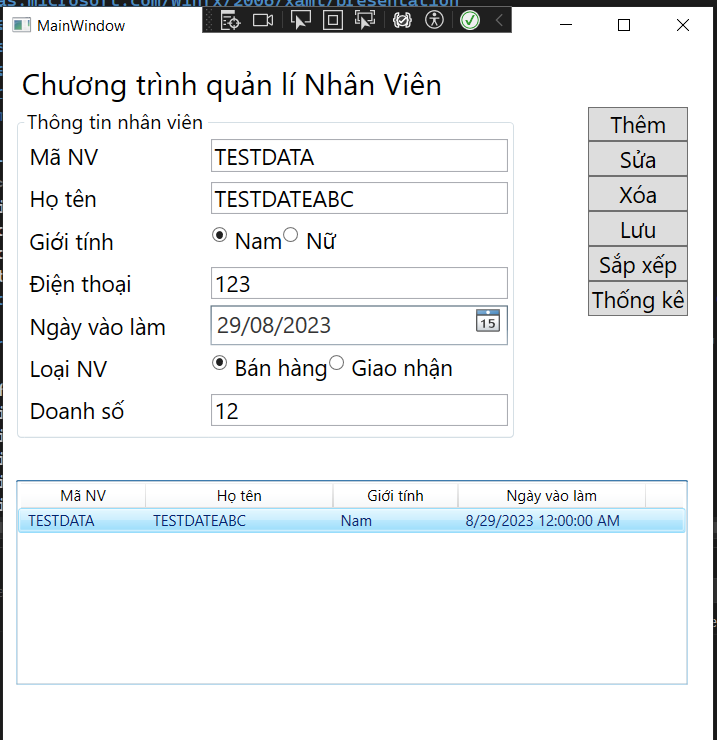 as.microsoft.com/winfx/2006/xaml/presentation
MainWindow
Chương trình quản lí Nhân Viên
Thông tin nhân viên
Mã NV TESTDATA
Họ tên TESTDATEABC
Giới tính Nam Nữ
Điện thoại 123
Ngày vào làm 29/08/2023 15
Loại NV Bán hàng Giao nhận
Doanh số 12
Thêm
Sửa
Xóa
Lưu
Sắp xếp
Thống kê
Mã NV Họ tên Giới tính Ngày vào làm
TESTDATA TESTDATEABC Nam 8/29/2023 12:00:00 AM